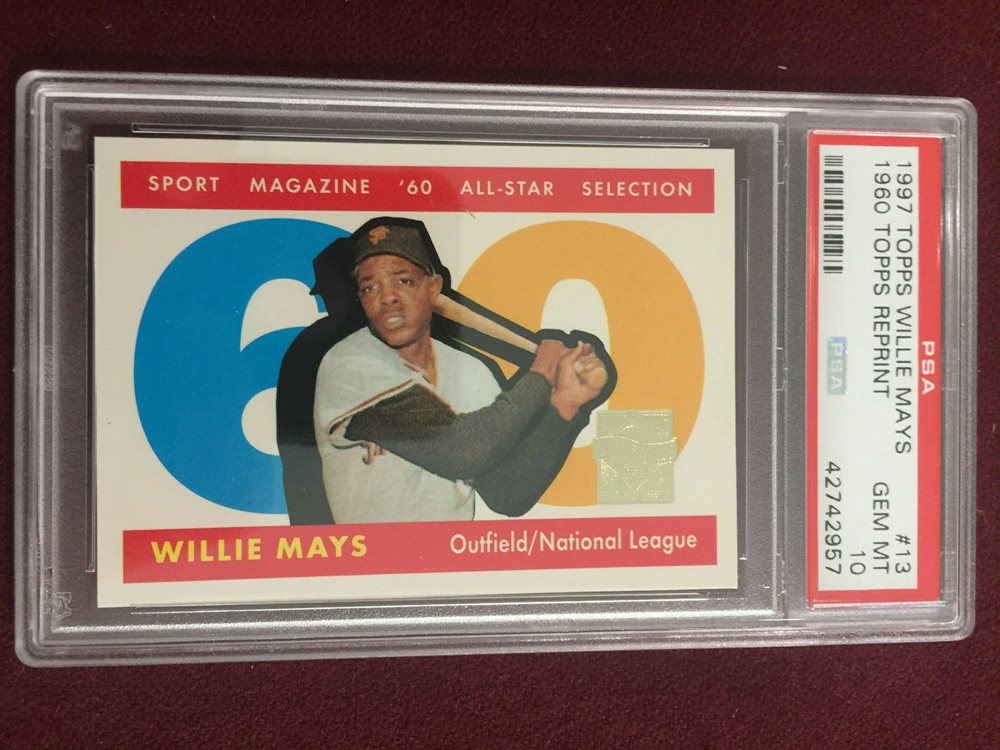 SPORT MAGAZINE '60 ALL-STAR SELECTION
60
WILLIE MAYS
Outfield/National League
PSA
1997 TOPPS WILLIE MAYS #13
1960 TOPPS REPRINT GEM MT
10
PSA
42742957